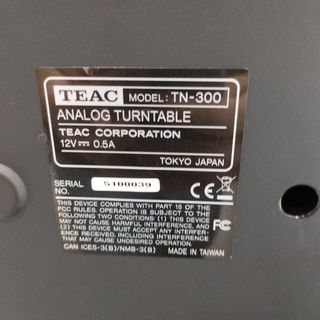 TEAC MODEL: TN-300
ANALOG TURNTABLE
TEAC CORPORATION
12V⎓ 0.5A
TOKYO JAPAN
SERIAL NO. 5100039
CE
THIS DEVICE COMPLIES WITH PART 15 OF THE
FCC RULES. OPERATION IS SUBJECT TO THE
FOLLOWING TWO CONDITIONS (1) THIS DEVICE
MAY NOT CAUSE HARMFUL INTERFERENCE, AND
(2) THIS DEVICE MUST ACCEPT ANY
INTERFERENCE RECEIVED, INCLUDING INTERFERENCE
THAT MAY CAUSE UNDESIRED OPERATION. FC
CAN ICES-3(B)/NMB-3(B) MADE IN TAIWAN